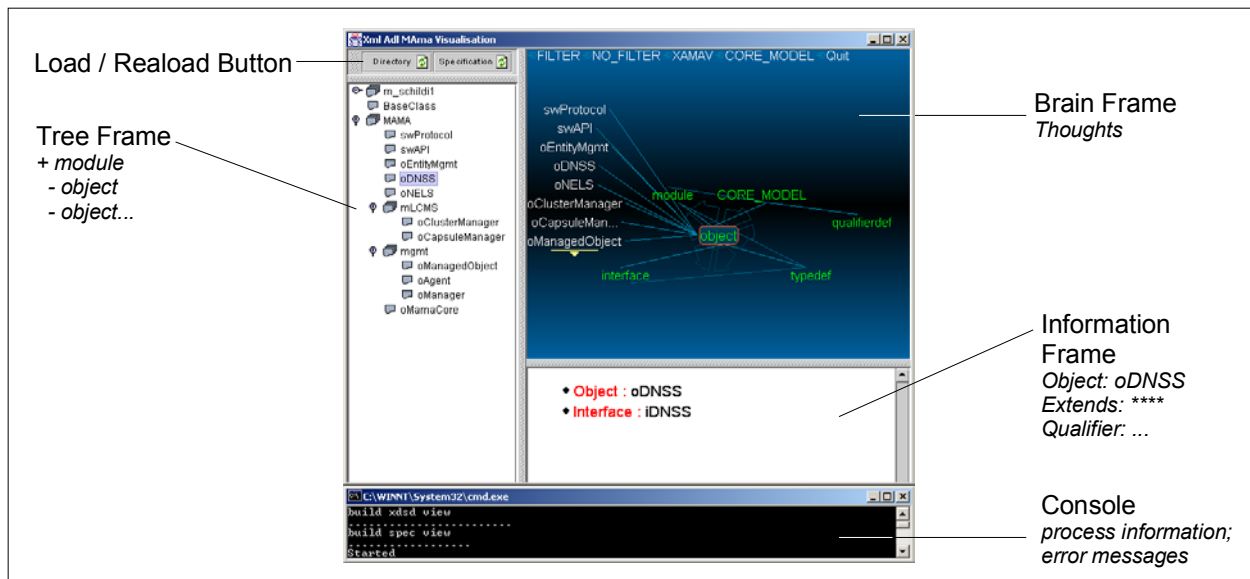 Load / Reaload Button
Tree Frame
+ module
- object
- object...
Xml Adl MAma Visualisation
Directory
Specification
m_schildi1
BaseClass
MAMA
swProtocol
swAPI
oEntityMgmt
oDNSS
oNELS
mLCMS
oClusterManager
oCapsuleManager
mgmt
oManagedObject
oAgent
oManager
oMamaCore
FILTER NO_FILTER XAMAV CORE_MODEL Quit
swProtocol
swAPI
oEntityMgmt
oDNSS
oNELS
oClusterManager
oCapsuleMan...
oManagedObject
module
CORE_MODEL
qualifierdef
object
interface
typedef
Object : oDNSS
Interface : iDNSS
C:\WINNT\System32\cmd.exe
build xdsd view
.......................
build spec view
.................
Started
Brain Frame
Thoughts
Information
Frame
Object: oDNSS
Extends: ****
Qualifier: ...
Console
process information;
error messages